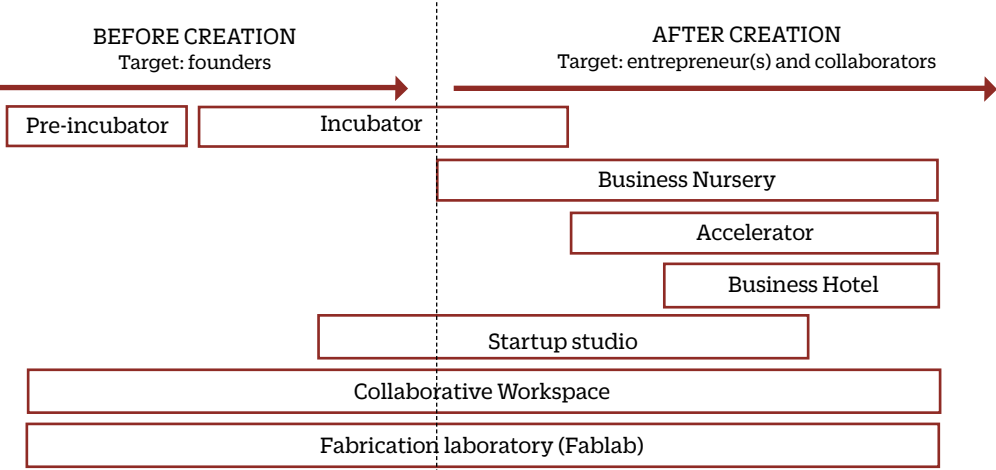 BEFORE CREATION
Target: founders
AFTER CREATION
Target: entrepreneur(s) and collaborators
Pre-incubator
Incubator
Business Nursery
Accelerator
Business Hotel
Startup studio
Collaborative Workspace
Fabrication laboratory (Fablab)